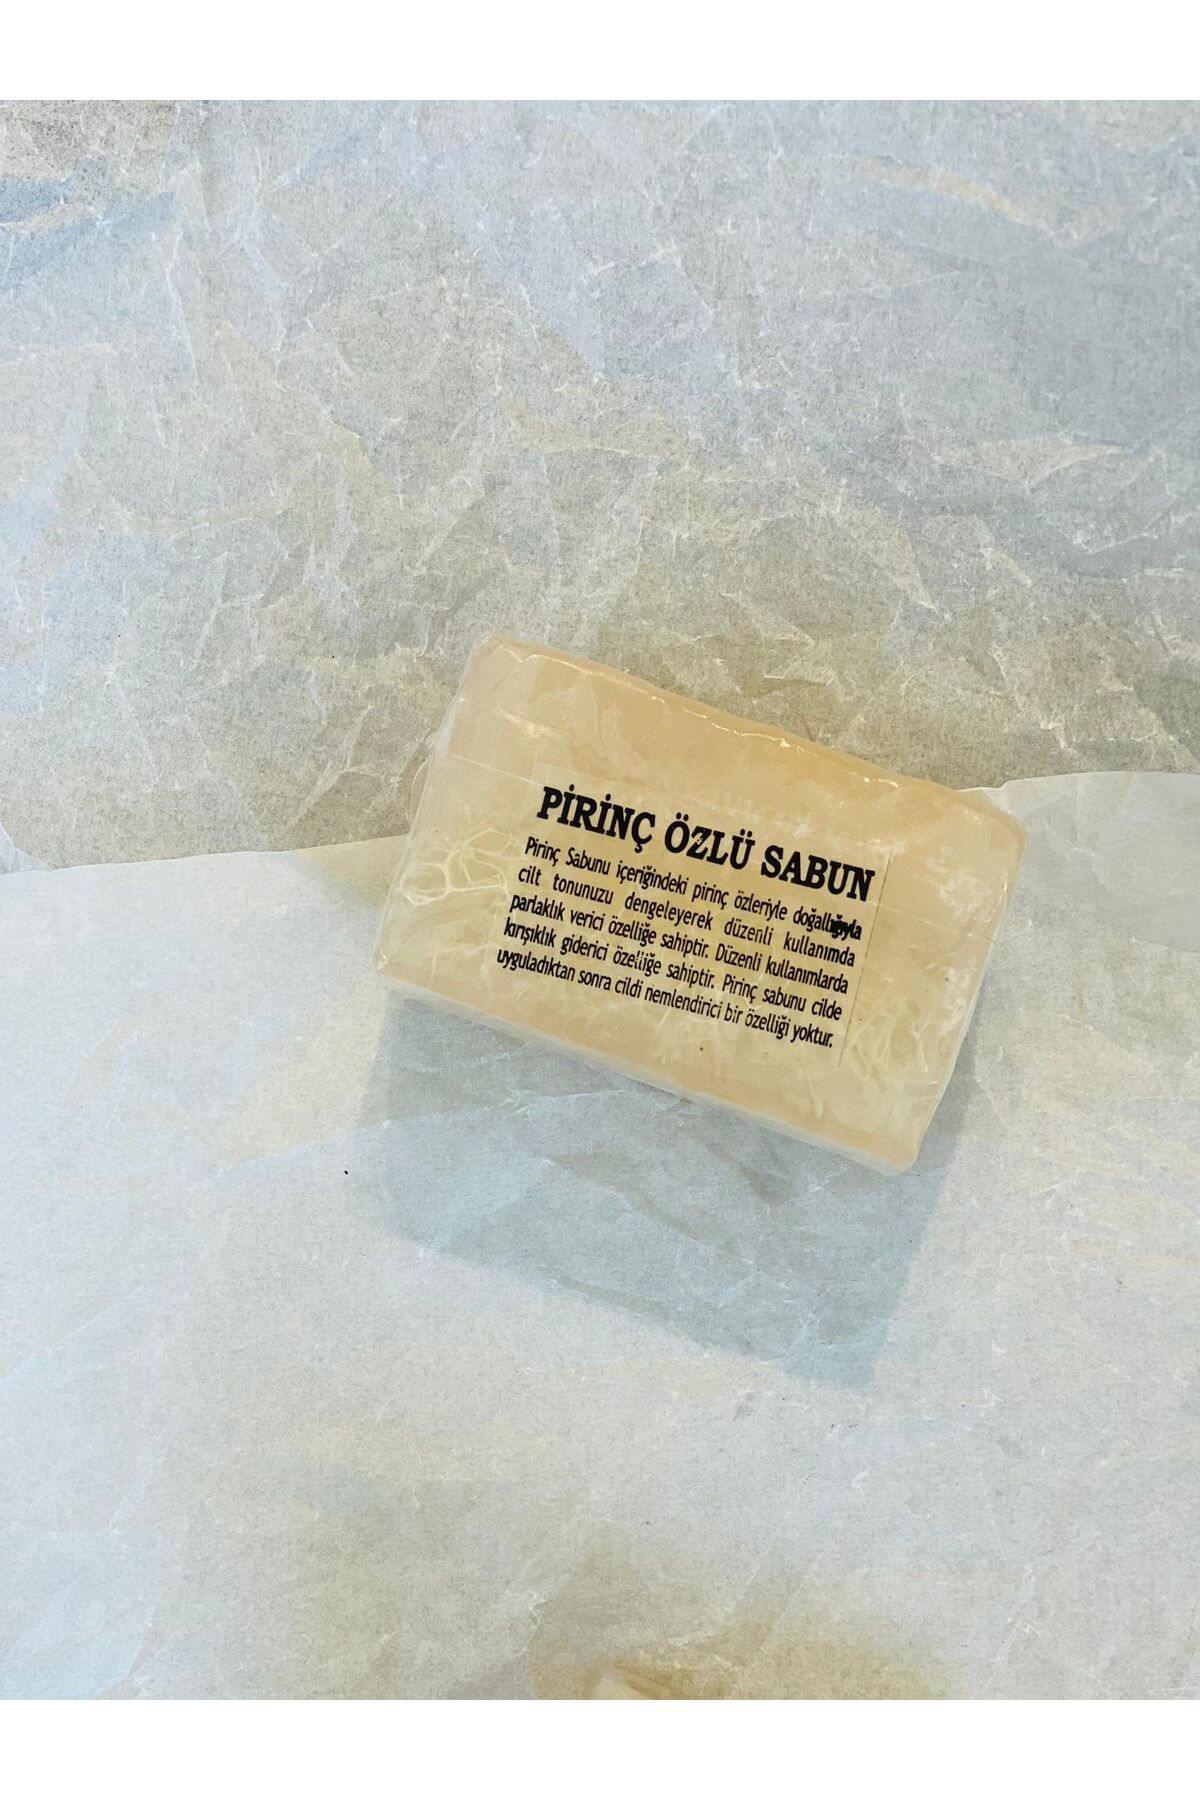 PİRİNÇ ÖZLÜ SABUN
Pirinç Sabunu içeriğindeki pirinç özleriyle doğallığıyla
cilt tonunuzu dengeleyerek düzenli kullanımda
parlaklık verici özelliğe sahiptir. Düzenli kullanımlarda
kırışıklık giderici özelliğe sahiptir. Pirinç sabunu cilde
uyguladıktan sonra cildi nemlendirici bir özelliği yoktur.